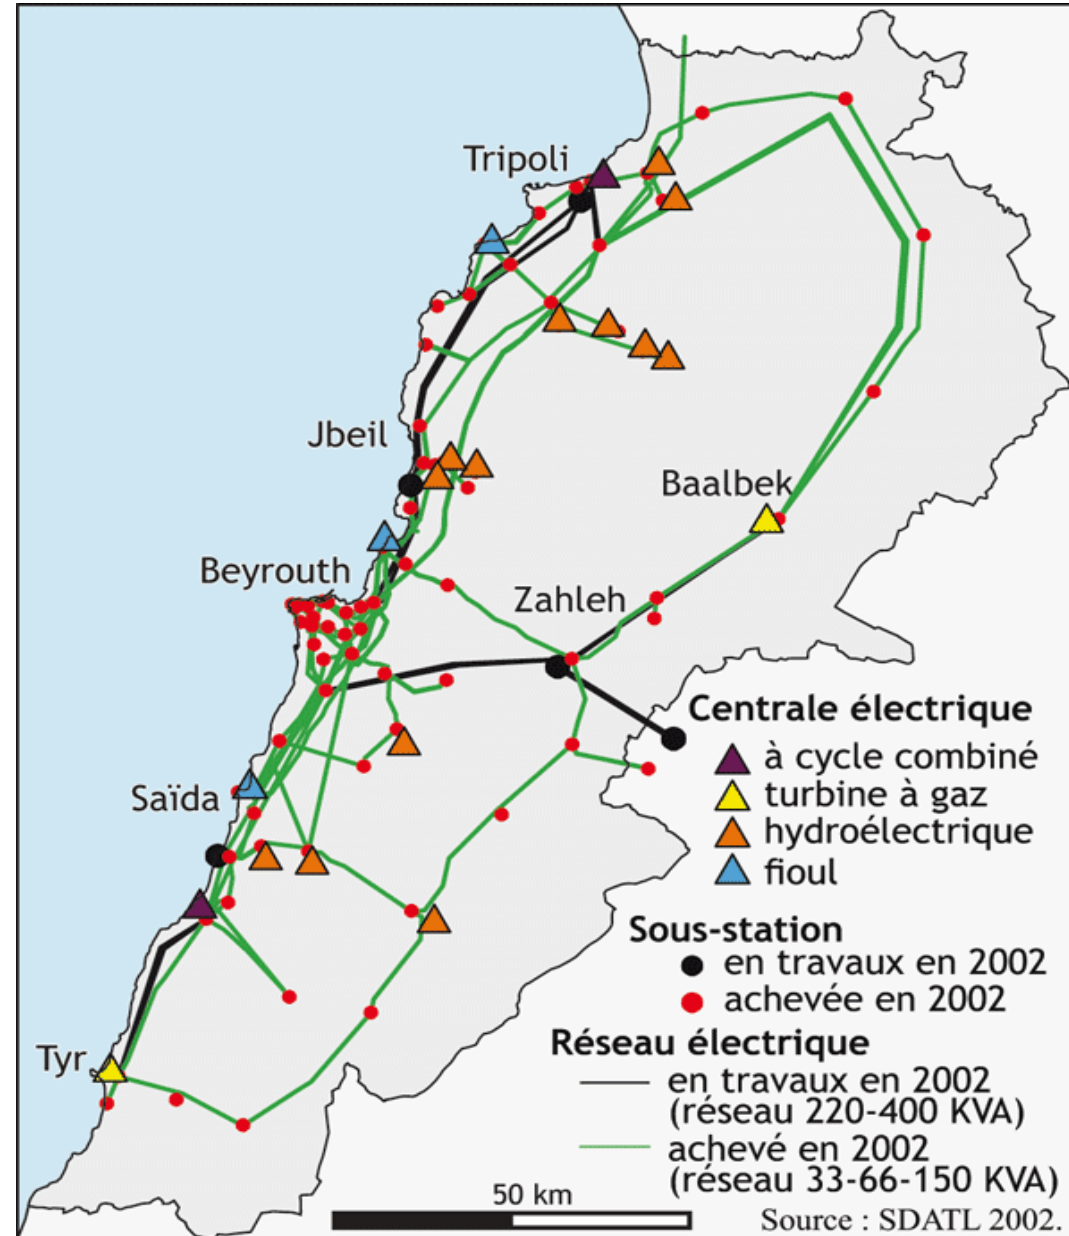 Tripoli
Jbeil
Baalbek
Beyrouth
Zahleh
Centrale électrique
à cycle combiné
turbine à gaz
Saïda
hydroélectrique
fioul
Sous-station
en travaux en 2002
achevée en 2002
Réseau électrique
Tyr
en travaux en 2002
(réseau 220-400 KVA)
achevé en 2002
(réseau 33-66-150 KVA)
50 km
Source : SDATL 2002.